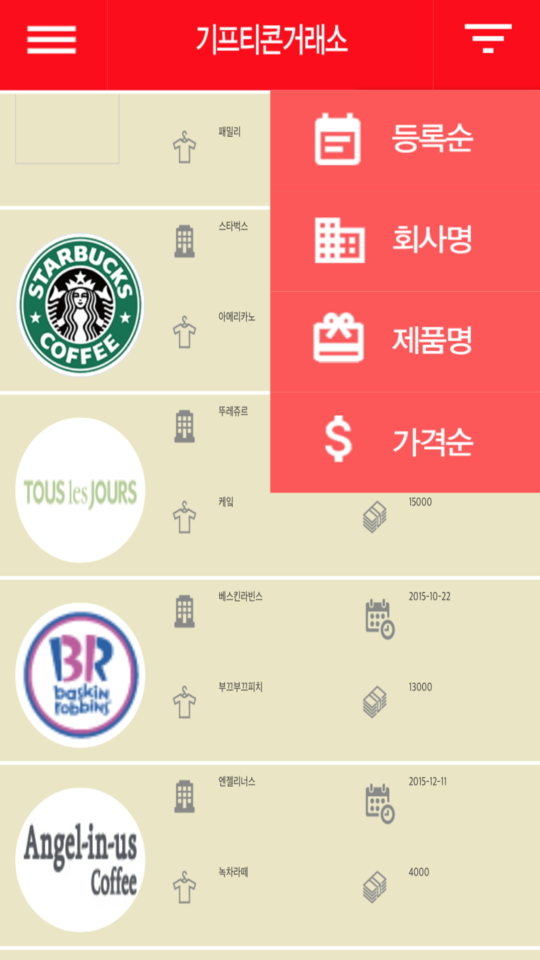 기프티콘거래소
패밀리
등록순
회사명
제품명
$ 가격순
STARBUCKS
COFFEE
스타벅스
아메리카노
TOUS les JOURS
뚜레쥬르
케잌
15000
BR
baskin
robbins
베스킨라빈스
2015-10-22
부끄부끄피치
13000
Angel-in-us
Coffee
엔젤리너스
2015-12-11
녹차라떼
4000